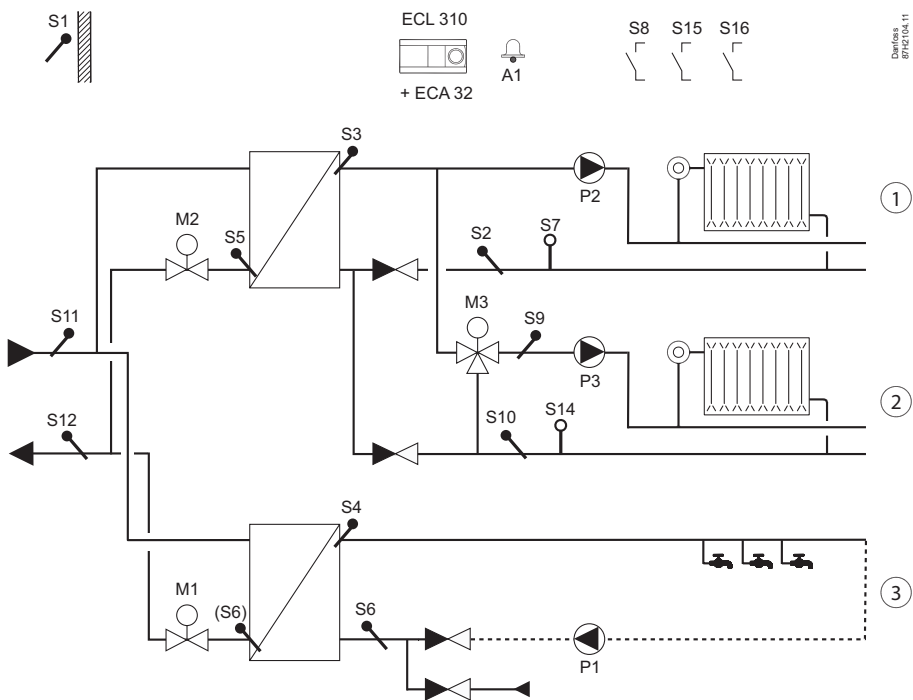 S1
ECL 310
+ ECA 32
A1
S8
S15
S16
Danfoss
87H2104.11
S3
P2
1
M2
S5
S2
S7
S11
M3
S9
P3
2
S12
S10
S14
S4
3
M1
(S6)
S6
P1